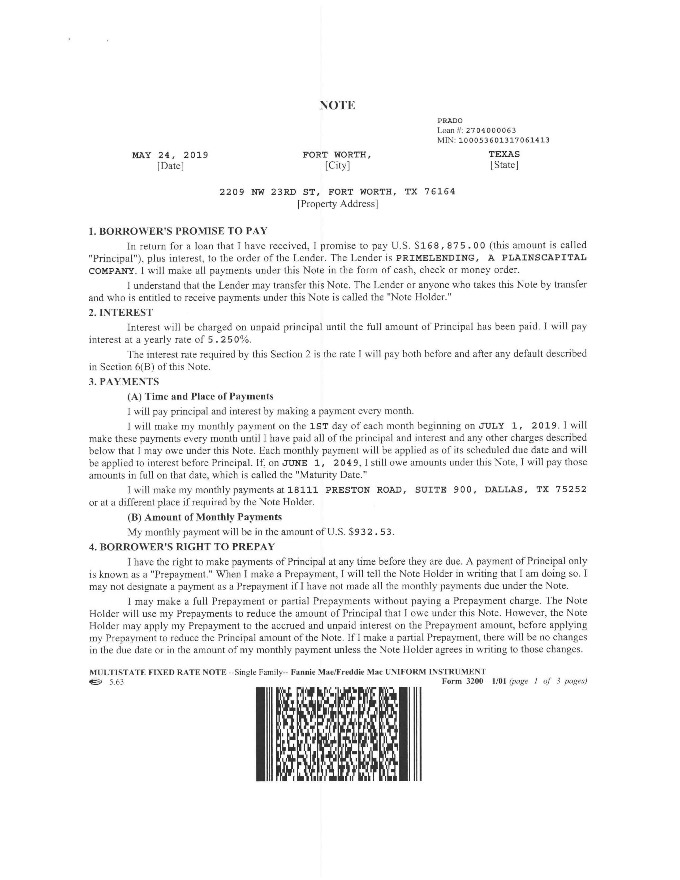 NOTE
PRADO
Loan #: 2704000063
MIN: 100053601317061413
MAY 24, 2019 FORT WORTH, TEXAS
[Date] [City] [State]
2209 NW 23RD ST, FORT WORTH, TX 76164
[Property Address]
1. BORROWER'S PROMISE TO PAY
In return for a loan that I have received, I promise to pay U.S. $168,875.00 (this amount is called
"Principal"), plus interest, to the order of the Lender. The Lender is PRIMELENDING, A PLAINSCAPITAL
COMPANY. I will make all payments under this Note in the form of cash, check or money order.
I understand that the Lender may transfer this Note. The Lender or anyone who takes this Note by transfer
and who is entitled to receive payments under this Note is called the "Note Holder."
2. INTEREST
Interest will be charged on unpaid principal until the full amount of Principal has been paid. I will pay
interest at a yearly rate of 5.250%.
The interest rate required by this Section 2 is the rate I will pay both before and after any default described
in Section 6(B) of this Note.
3. PAYMENTS
(A) Time and Place of Payments
I will pay principal and interest by making a payment every month.
I will make my monthly payment on the 1ST day of each month beginning on JULY 1, 2019. I will
make these payments every month until I have paid all of the principal and interest and any other charges described
below that I may owe under this Note. Each monthly payment will be applied as of its scheduled due date and will
be applied to interest before Principal. If, on JUNE 1, 2049, I still owe amounts under this Note, I will pay those
amounts in full on that date, which is called the "Maturity Date."
I will make my monthly payments at 18111 PRESTON ROAD, SUITE 900, DALLAS, TX 75252
or at a different place if required by the Note Holder.
(B) Amount of Monthly Payments
My monthly payment will be in the amount of U.S. $932.53.
4. BORROWER'S RIGHT TO PREPAY
I have the right to make payments of Principal at any time before they are due. A payment of Principal only
is known as a "Prepayment." When I make a Prepayment, I will tell the Note Holder in writing that I am doing so. I
may not designate a payment as a Prepayment if I have not made all the monthly payments due under the Note.
I may make a full Prepayment or partial Prepayments without paying a Prepayment charge. The Note
Holder will use my Prepayments to reduce the amount of Principal that I owe under this Note. However, the Note
Holder may apply my Prepayment to the accrued and unpaid interest on the Prepayment amount, before applying
my Prepayment to reduce the Principal amount of the Note. If I make a partial Prepayment, there will be no changes
in the due date or in the amount of my monthly payment unless the Note Holder agrees in writing to those changes.
MULTISTATE FIXED RATE NOTE --Single Family-- Fannie Mae/Freddie Mac UNIFORM INSTRUMENT
5.63 Form 3200 1/01 (page 1 of 3 pages)